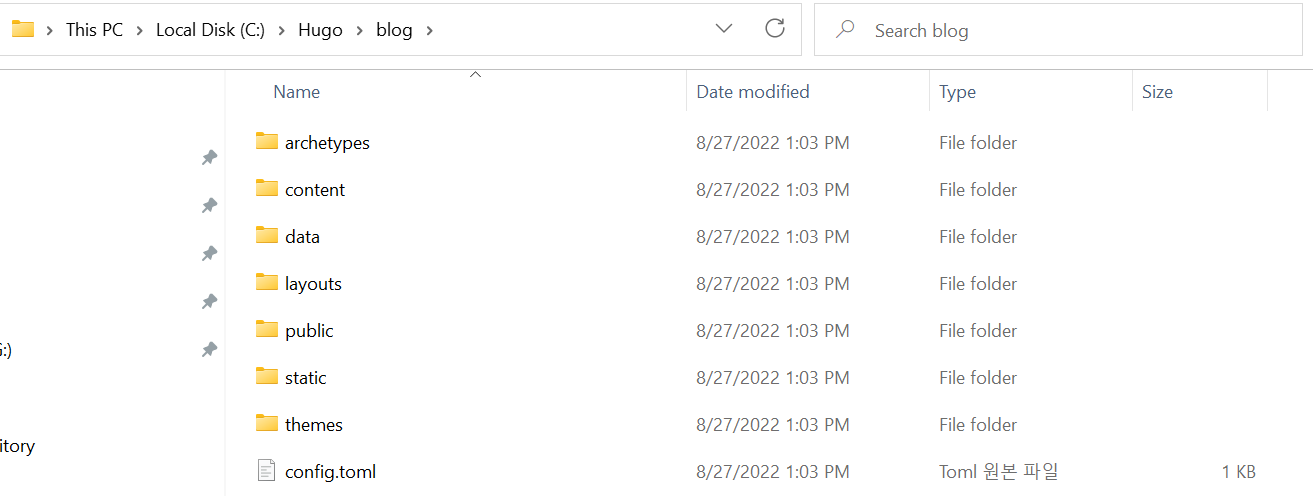 This PC > Local Disk (C:) > Hugo > blog >
Search blog
Name Date modified Type Size
archetypes 8/27/2022 1:03 PM File folder
content 8/27/2022 1:03 PM File folder
data 8/27/2022 1:03 PM File folder
layouts 8/27/2022 1:03 PM File folder
public 8/27/2022 1:03 PM File folder
G:)
static 8/27/2022 1:03 PM File folder
themes 8/27/2022 1:03 PM File folder
itory
config.toml 8/27/2022 1:03 PM Toml 원본 파일 1 KB